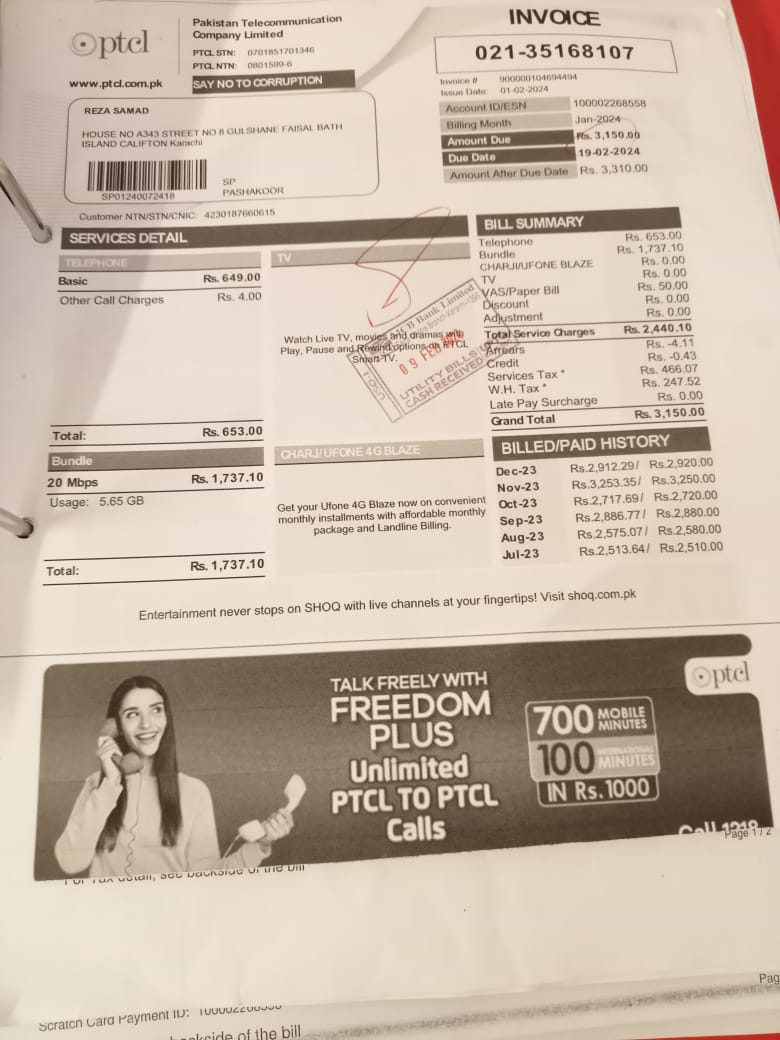 ptcl
www.ptcl.com.pk
Pakistan Telecommunication
Company Limited
PTCL STN: 0701851701346
PTCL NTN: 0801599-6
SAY NO TO CORRUPTION
INVOICE
021-35168107
Invoice # 900000104694494
Issue Date: 01-02-2024
Account ID/ESN 100002268558
Billing Month Jan-2024
Amount Due Rs. 3,150.00
Due Date 19-02-2024
Amount After Due Date Rs. 3,310.00
REZA SAMAD
HOUSE NO A343 STREET NO 8 GULSHANE FAISAL BATH
ISLAND CALIFTON Karachi
SP01240072418
SP
PASHAKOOR
Customer NTN/STN/CNIC: 4230187660615
SERVICES DETAIL
TELEPHONE
Basic Rs. 649.00
Other Call Charges Rs. 4.00
Total: Rs. 653.00
Bundle
20 Mbps Rs. 1,737.10
Usage: 5.65 GB
Total: Rs. 1,737.10
TV
Watch Live TV, movies and dramas with
Play, Pause and Rewind options on PTCL
Smart TV.
Bank Limited
09 FEB
UTILITY BILLS
CASH RECEIVED
CHARJI/UFONE 4G BLAZE
Get your Ufone 4G Blaze now on convenient
monthly installments with affordable monthly
package and Landline Billing.
BILL SUMMARY
Telephone Rs. 653.00
Bundle Rs. 1,737.10
CHARJI/UFONE BLAZE Rs. 0.00
TV Rs. 0.00
VAS/Paper Bill Rs. 50.00
Discount Rs. 0.00
Adjustment Rs. 0.00
Total Service Charges Rs. 2,440.10
Arrears Rs. -4.11
Credit Rs. -0.43
Services Tax * Rs. 466.07
W.H. Tax * Rs. 247.52
Late Pay Surcharge Rs. 0.00
Grand Total Rs. 3,150.00
BILLED/PAID HISTORY
Dec-23 Rs.2,912.29/ Rs.2,920.00
Nov-23 Rs.3,253.35/ Rs.3,250.00
Oct-23 Rs.2,717.69/ Rs.2,720.00
Sep-23 Rs.2,886.77/ Rs.2,880.00
Aug-23 Rs.2,575.07/ Rs.2,580.00
Jul-23 Rs.2,513.64/ Rs.2,510.00
Entertainment never stops on SHOQ with live channels at your fingertips! Visit shoq.com.pk
ptcl
TALK FREELY WITH
FREEDOM
PLUS
Unlimited
PTCL TO PTCL
Calls
700 MOBILE MINUTES
100 INTERNATIONAL MINUTES
IN Rs.1000
Call 1218
Page 1 / 2
For Tax detail, see backside of the bill
Pag
Scratch Card Payment ID: 100002268558
backside of the bill